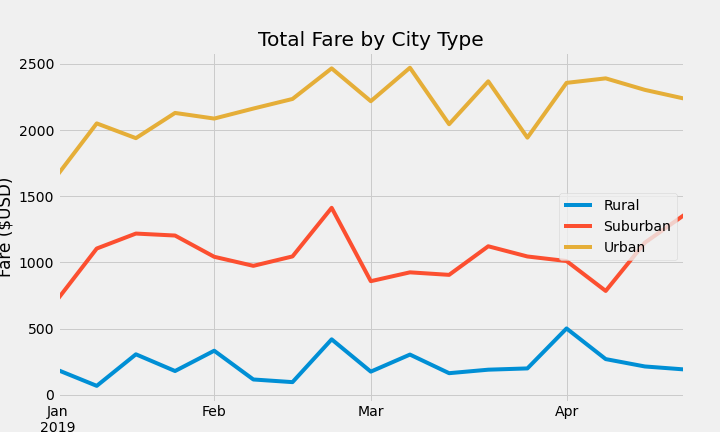 Total Fare by City Type
Fare ($USD)
2500
2000
1500
1000
500
0
Rural
Suburban
Urban
Jan
2019
Feb
Mar
Apr